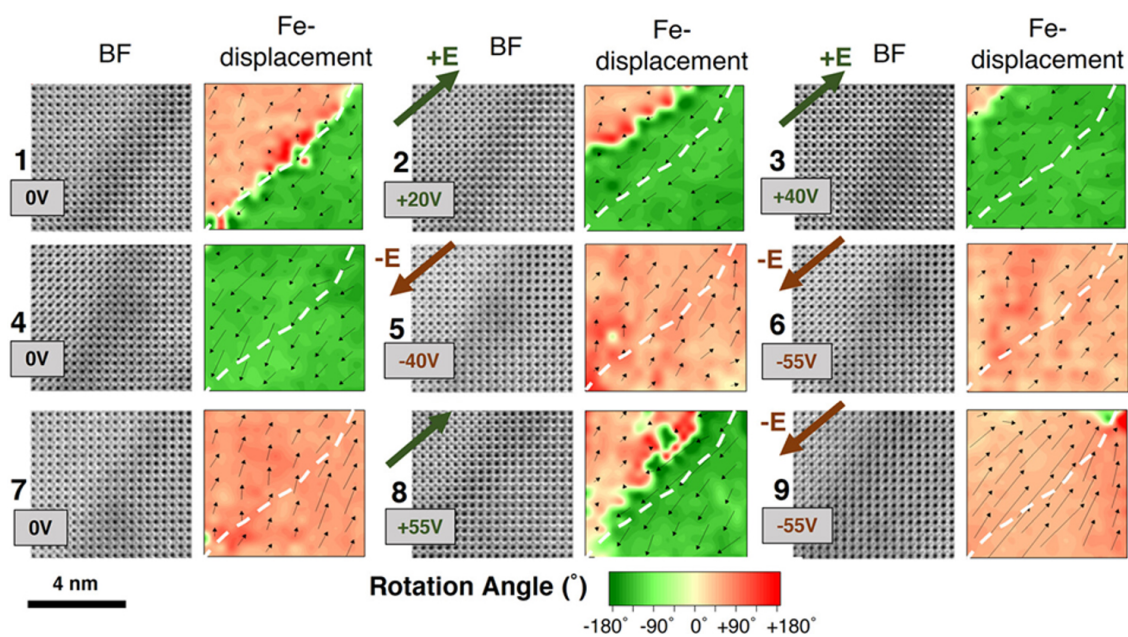 BF
Fe-
displacement
+E
BF
Fe-
displacement
+E
BF
Fe-
displacement
1
0V
2
+20V
3
+40V
4
0V
-E
5
-40V
-E
6
-55V
7
0V
8
+55V
-E
9
-55V
4 nm
Rotation Angle (°)
-180° -90° 0° +90° +180°